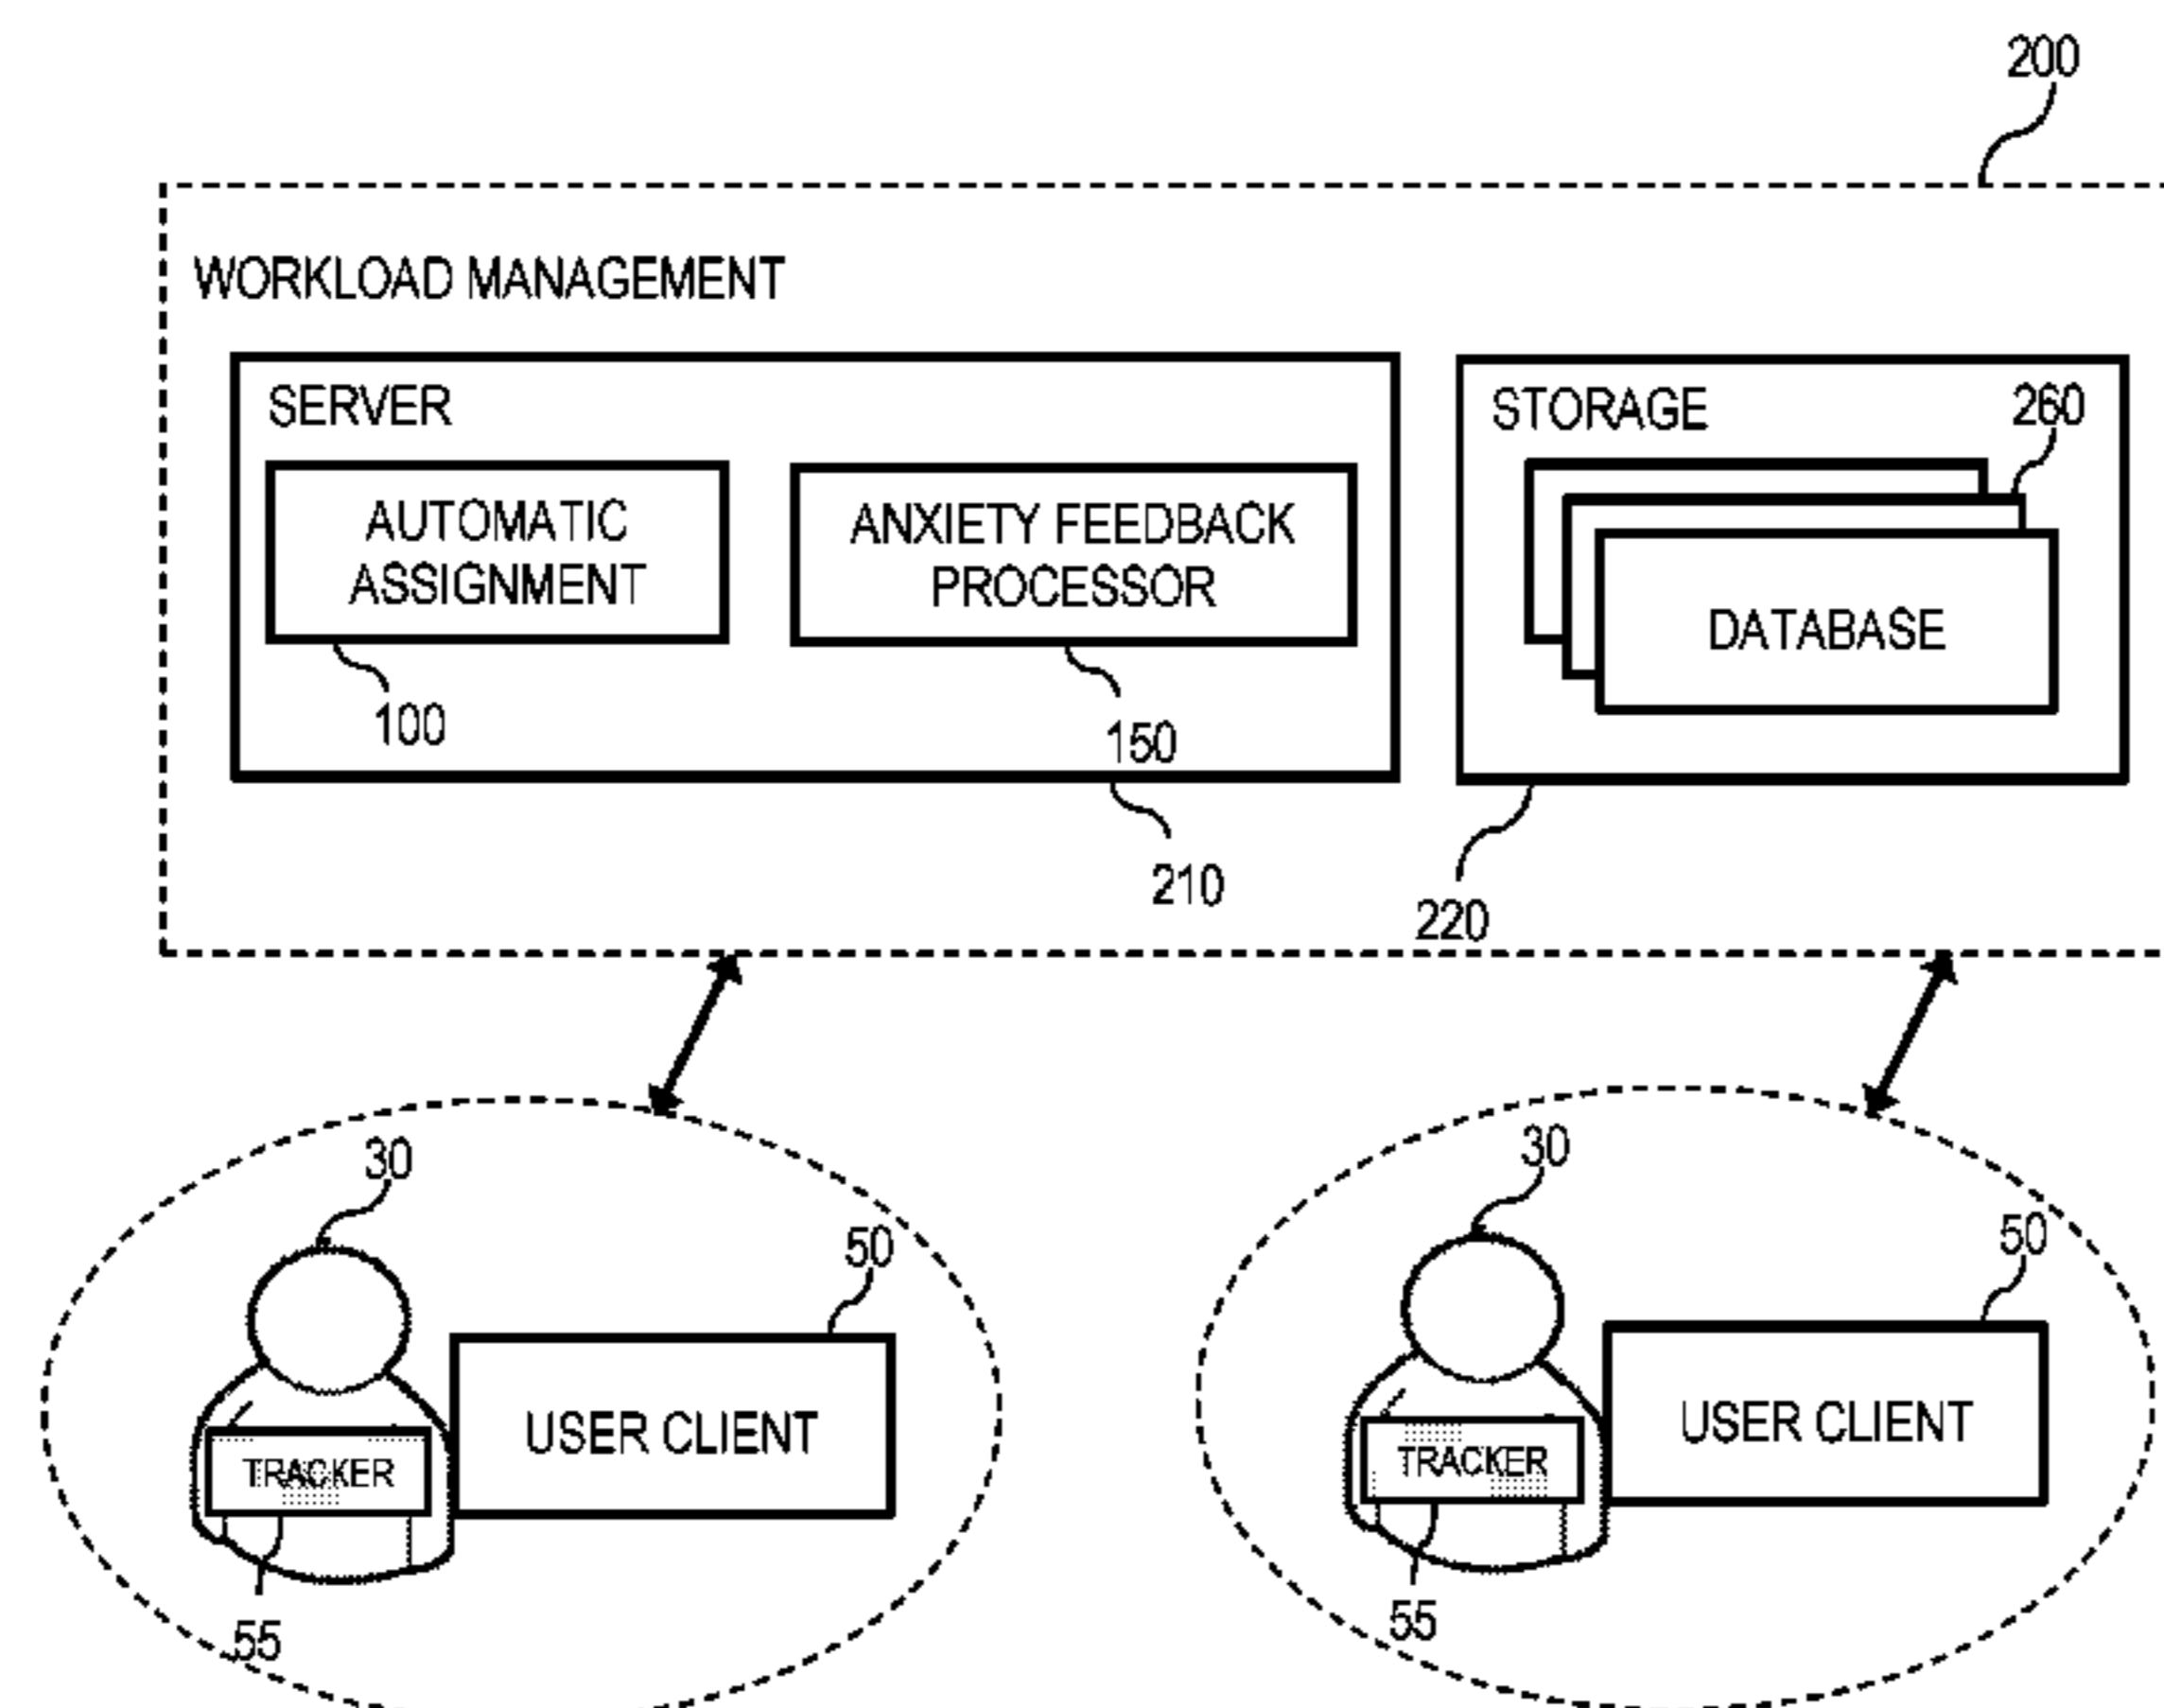 200
WORKLOAD MANAGEMENT
SERVER
STORAGE
260
AUTOMATIC
ASSIGNMENT
ANXIETY FEEDBACK
PROCESSOR
DATABASE
100
150
210
220
30
50
USER CLIENT
TRACKER
55
30
50
USER CLIENT
TRACKER
55